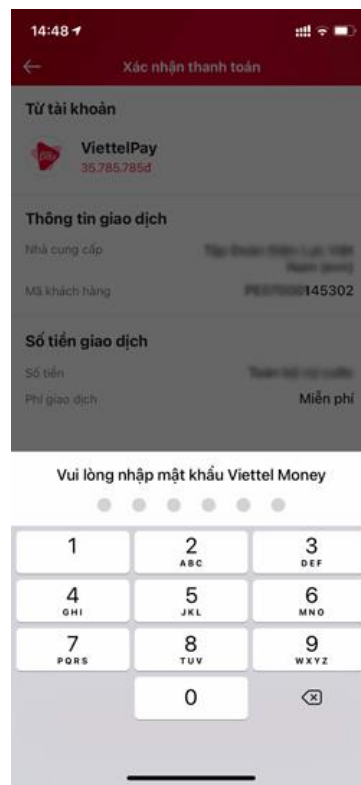 14:48
Xác nhận thanh toán
Từ tài khoản
ViettelPay
35.785.785đ
Thông tin giao dịch
Nhà cung cấp
Mã khách hàng 145302
Số tiền giao dịch
Số tiền
Phí giao dịch Miễn phí
Vui lòng nhập mật khẩu Viettel Money
1 2 3
ABC DEF
4 5 6
GHI JKL MNO
7 8 9
PQRS TUV WXYZ
0